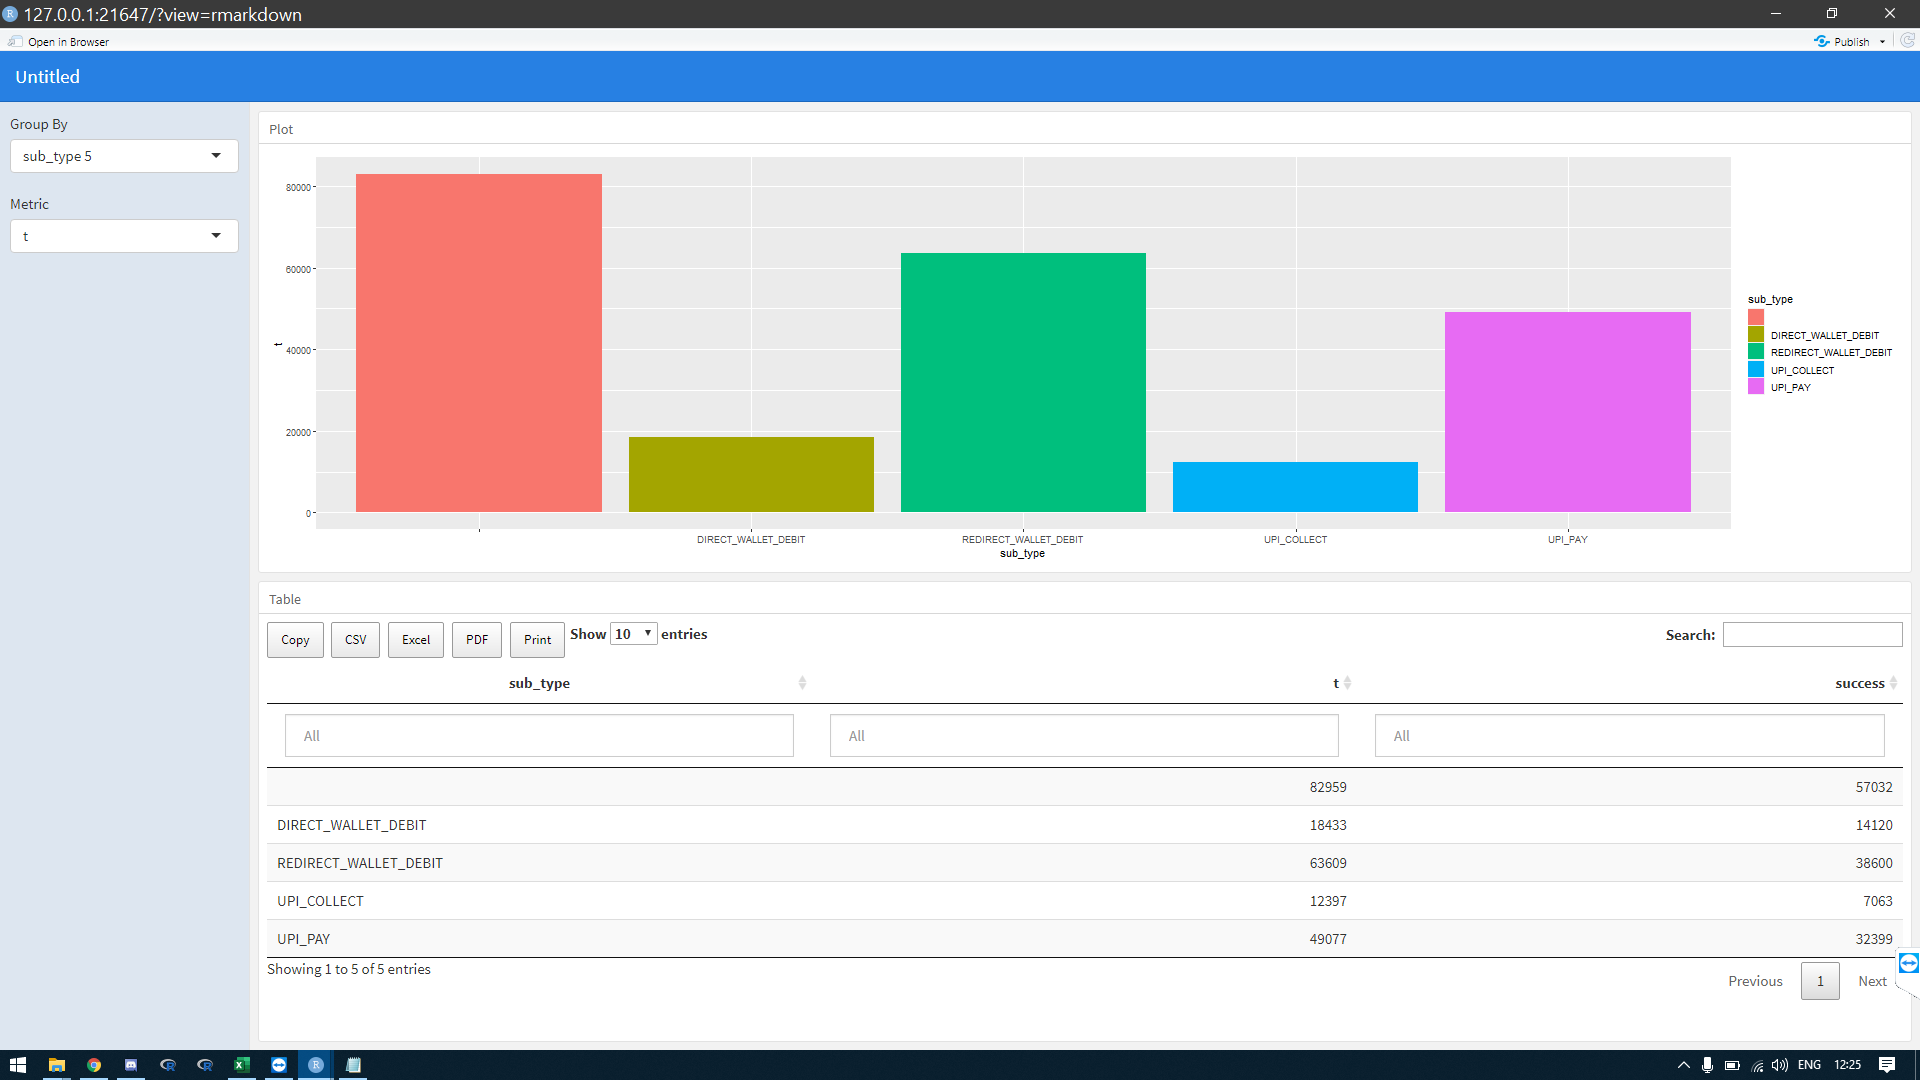 127.0.0.1:21647/?view=rmarkdown
Open in Browser
Publish
Untitled
Group By
sub_type 5
Metric
t
Plot
80000
60000
40000
20000
0
t
DIRECT_WALLET_DEBIT REDIRECT_WALLET_DEBIT UPI_COLLECT UPI_PAY
sub_type
sub_type
DIRECT_WALLET_DEBIT
REDIRECT_WALLET_DEBIT
UPI_COLLECT
UPI_PAY
Table
Copy CSV Excel PDF Print Show 10 entries Search:
sub_type t success
All All All
82959 57032
DIRECT_WALLET_DEBIT 18433 14120
REDIRECT_WALLET_DEBIT 63609 38600
UPI_COLLECT 12397 7063
UPI_PAY 49077 32399
Showing 1 to 5 of 5 entries
Previous 1 Next
ENG 12:25